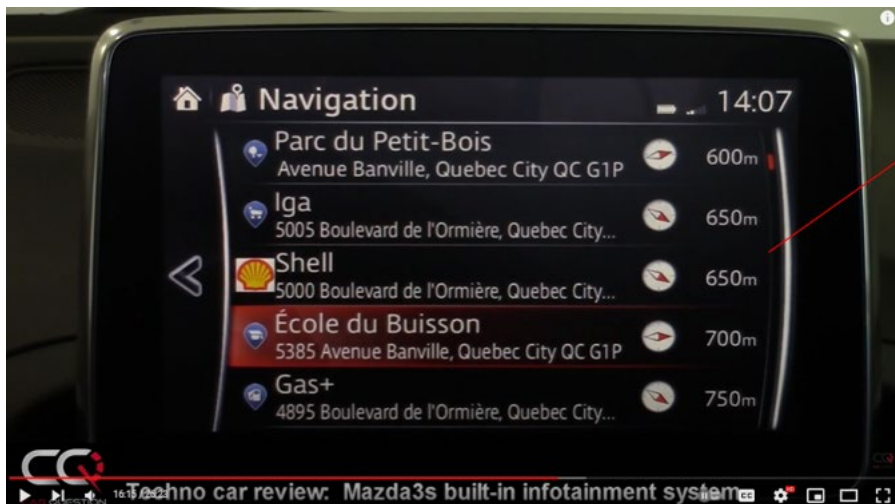 Navigation
14:07
Parc du Petit-Bois
Avenue Banville, Quebec City QC G1P
600m
Iga
5005 Boulevard de l'Ormière, Quebec City...
650m
Shell
5000 Boulevard de l'Ormière, Quebec City...
650m
École du Buisson
5385 Avenue Banville, Quebec City QC G1P
700m
Gas+
4895 Boulevard de l'Ormière, Quebec City...
750m
CQ
Techno car review: Mazda3s built-in infotainment system
16:15